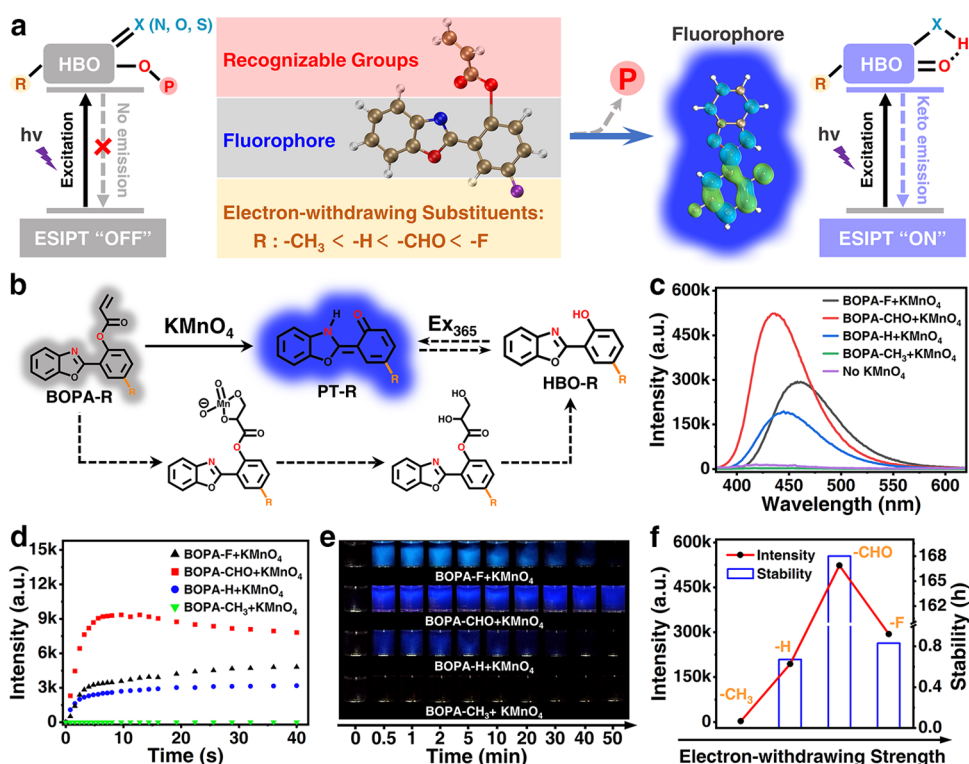 a
X (N, O, S)
HBO
R
O
P
hv
Excitation
No emission
ESIPT "OFF"
Recognizable Groups
Fluorophore
Electron-withdrawing Substituents:
R : -CH₃ < -H < -CHO < -F
P
Fluorophore
X
H
HBO
O
R
hv
Excitation
Keto emission
ESIPT "ON"
b
O
O
N
O
R
BOPA-R
KMnO₄
H
N
O
O
R
PT-R
Ex₃₆₅
HO
N
O
R
HBO-R
⊖
O
O
Mn
O
O
O
O
N
O
R
HO
HO
O
O
N
O
R
c
600k
450k
300k
150k
0
Intensity (a.u.)
BOPA-F+KMnO₄
BOPA-CHO+KMnO₄
BOPA-H+KMnO₄
BOPA-CH₃+KMnO₄
No KMnO₄
400 450 500 550 600
Wavelength (nm)
d
15k
12k
9k
6k
3k
0
Intensity (a.u.)
BOPA-F+KMnO₄
BOPA-CHO+KMnO₄
BOPA-H+KMnO₄
BOPA-CH₃+KMnO₄
0 10 20 30 40
Time (s)
e
BOPA-F+KMnO₄
BOPA-CHO+KMnO₄
BOPA-H+KMnO₄
BOPA-CH₃+ KMnO₄
0 0.5 1 2 5 10 20 30 40 50
Time (min)
f
600k
450k
300k
150k
0
Intensity (a.u.)
Intensity
Stability
-CH₃
-H
-CHO
-F
168
165
162
0.8
0.4
0.0
Stability (h)
Electron-withdrawing Strength